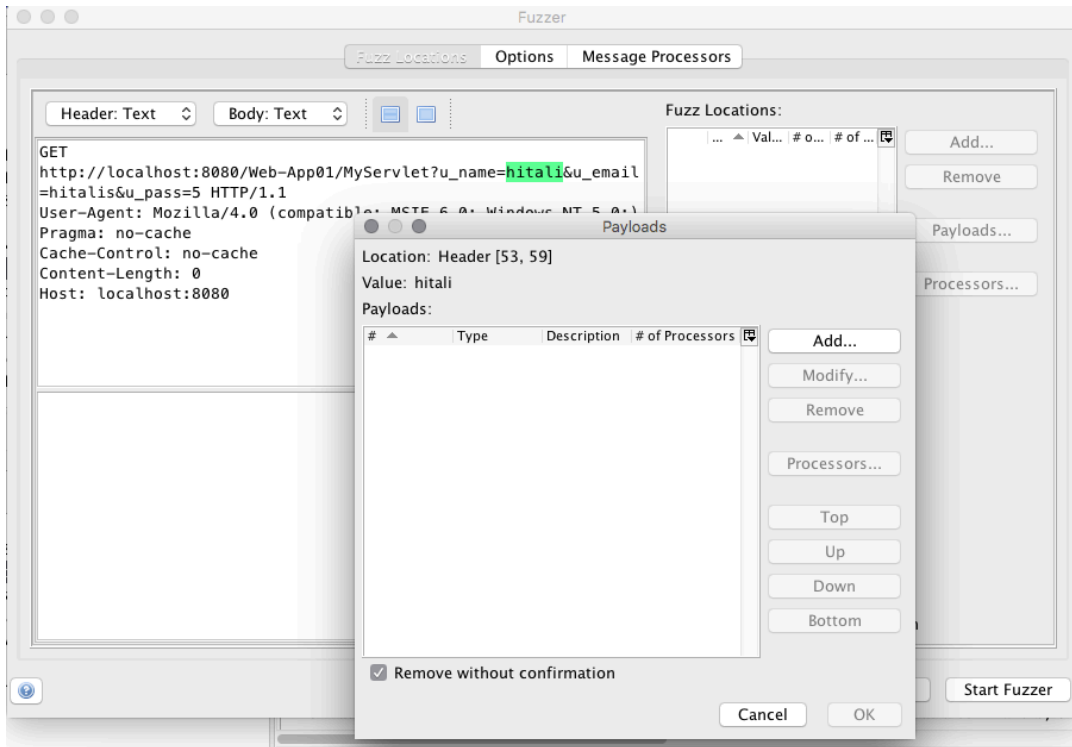 Fuzzer
Fuzz Locations Options Message Processors
Header: Text Body: Text
Fuzz Locations:
... Val... # o... # of ...
Add...
Remove
Payloads...
Processors...
GET
http://localhost:8080/Web-App01/MyServlet?u_name=hitali&u_email
=hitalis&u_pass=5 HTTP/1.1
User-Agent: Mozilla/4.0 (compatible; MSIE 6.0; Windows NT 5.0;)
Pragma: no-cache
Cache-Control: no-cache
Content-Length: 0
Host: localhost:8080
Payloads
Location: Header [53, 59]
Value: hitali
Payloads:
# Type Description # of Processors
Add...
Modify...
Remove
Processors...
Top
Up
Down
Bottom
Remove without confirmation
Cancel OK
Start Fuzzer